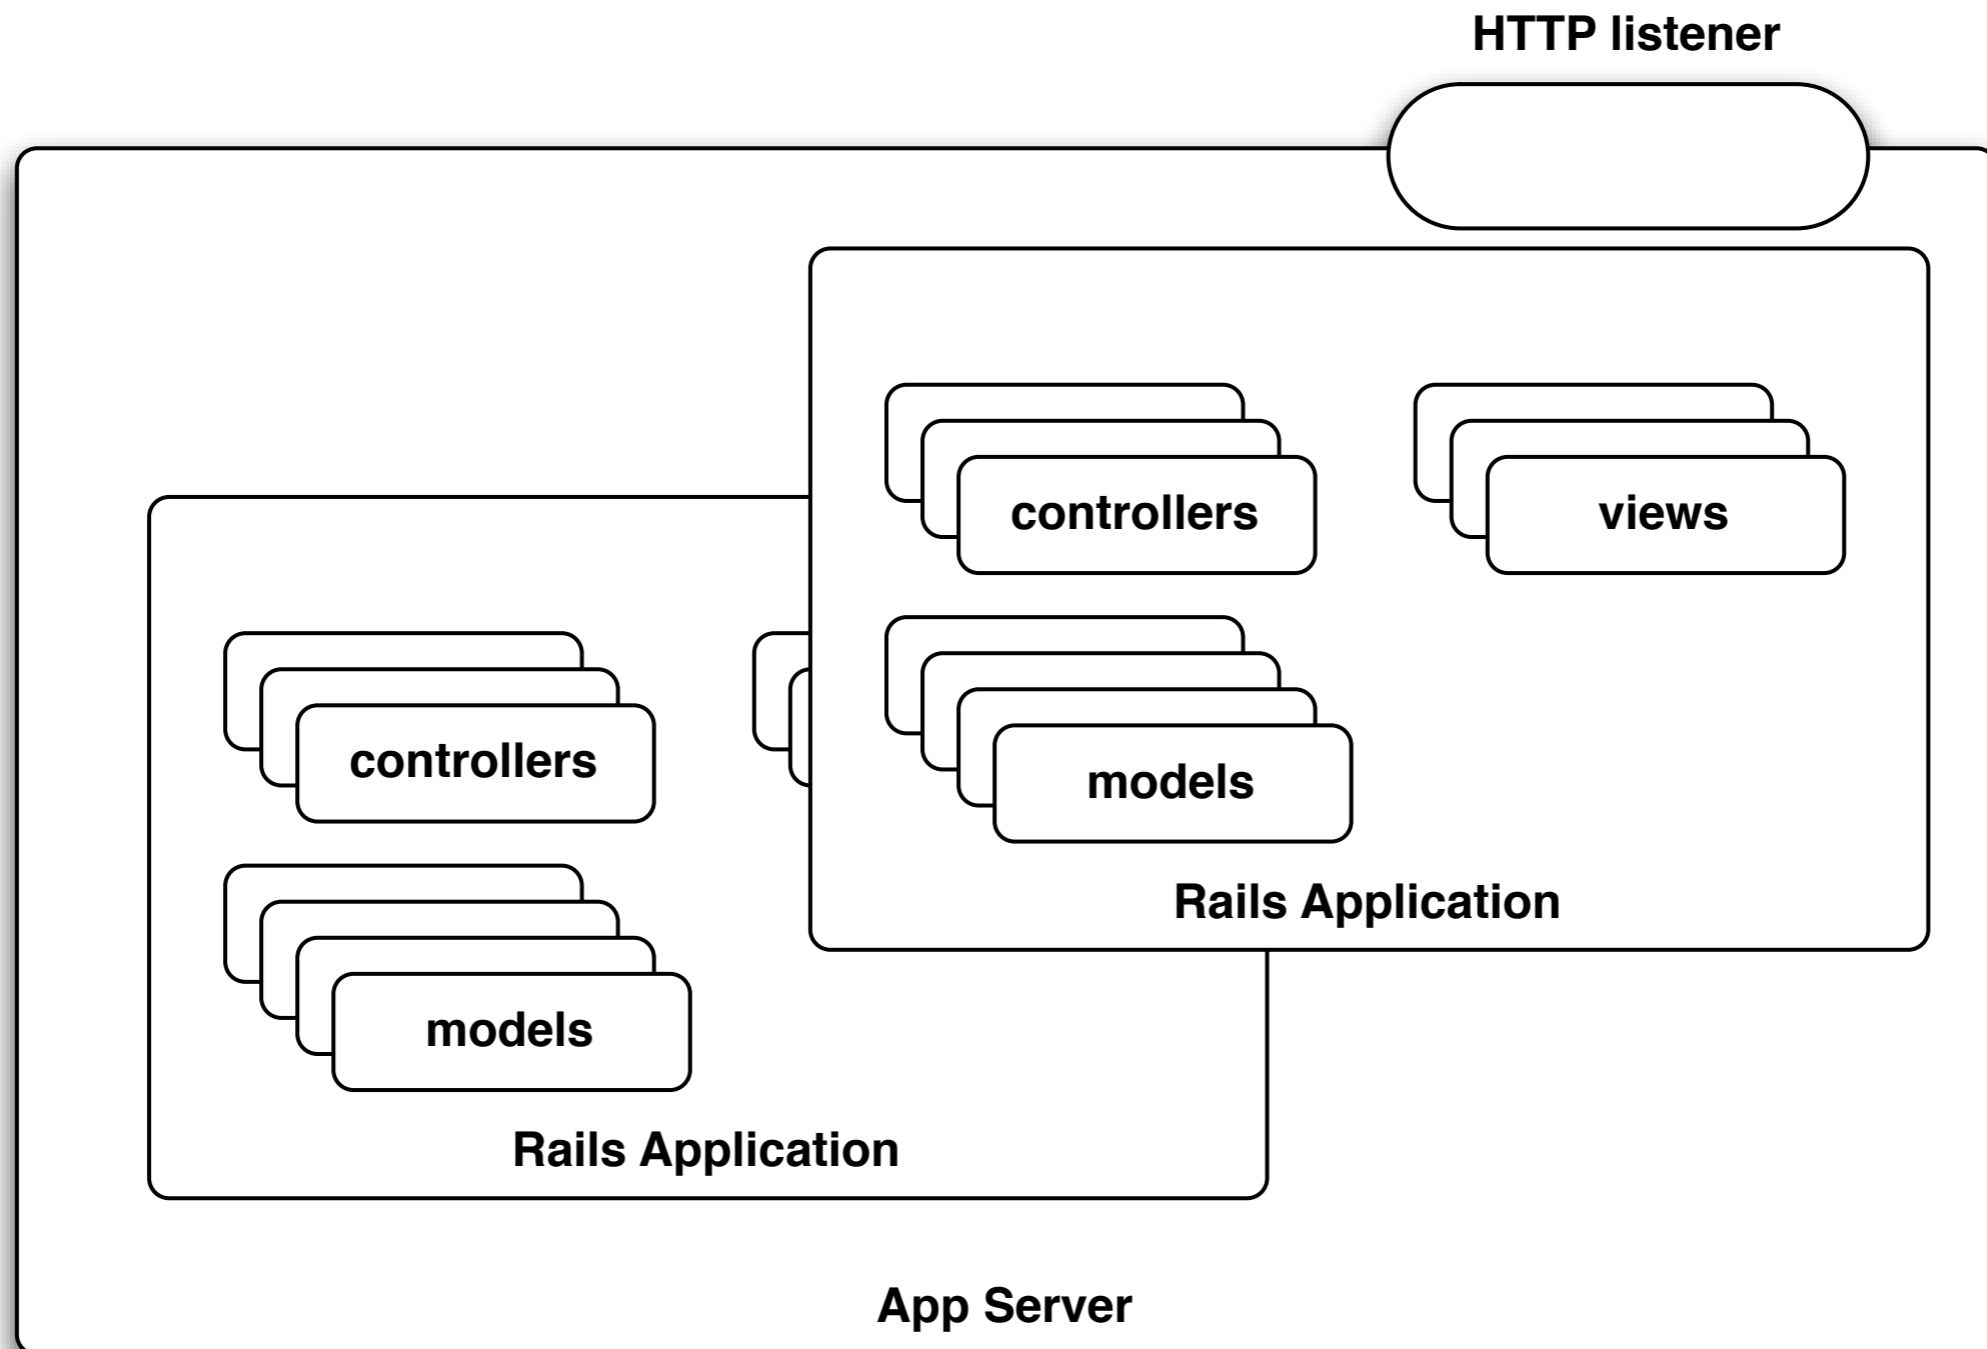 HTTP listener
controllers
views
models
Rails Application
controllers
models
Rails Application
App Server